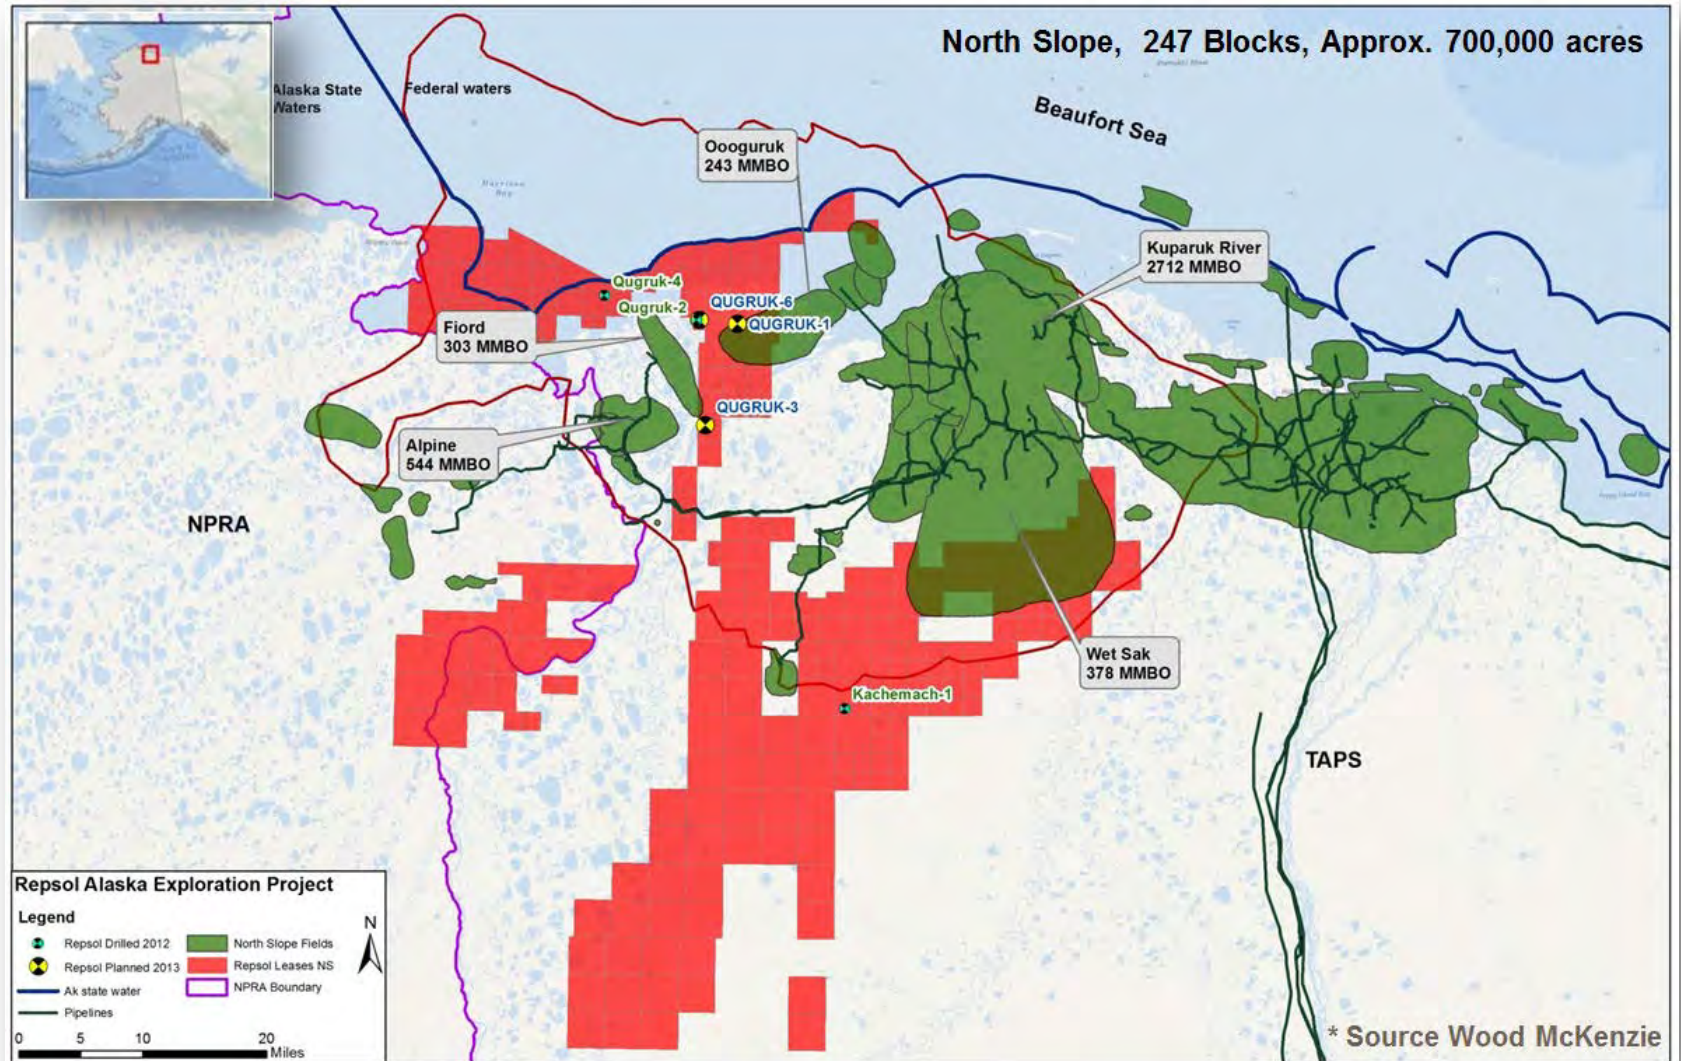 North Slope, 247 Blocks, Approx. 700,000 acres
Alaska State
Waters
Federal waters
Beaufort Sea
Harrison
Bay
Oooguruk
243 MMBO
Kuparuk River
2712 MMBO
Qugruk-4
Qugruk-2
QUGRUK-6
QUGRUK-1
Fiord
303 MMBO
QUGRUK-3
Alpine
544 MMBO
NPRA
Wet Sak
378 MMBO
Kachemach-1
TAPS
Repsol Alaska Exploration Project
Legend
N
Repsol Drilled 2012
North Slope Fields
Repsol Planned 2013
Repsol Leases NS
Ak state water
NPRA Boundary
Pipelines
0 5 10 20
Miles
* Source Wood McKenzie